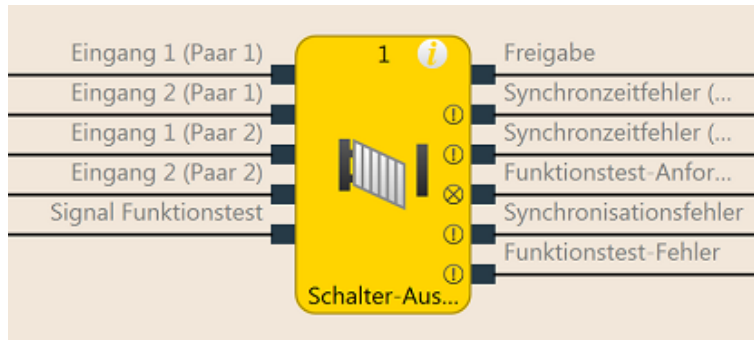 Eingang 1 (Paar 1)
Eingang 2 (Paar 1)
Eingang 1 (Paar 2)
Eingang 2 (Paar 2)
Signal Funktionstest
1
i
Schalter-Aus...
Freigabe
Synchronzeitfehler (...
Synchronzeitfehler (...
Funktionstest-Anfor...
Synchronisationsfehler
Funktionstest-Fehler